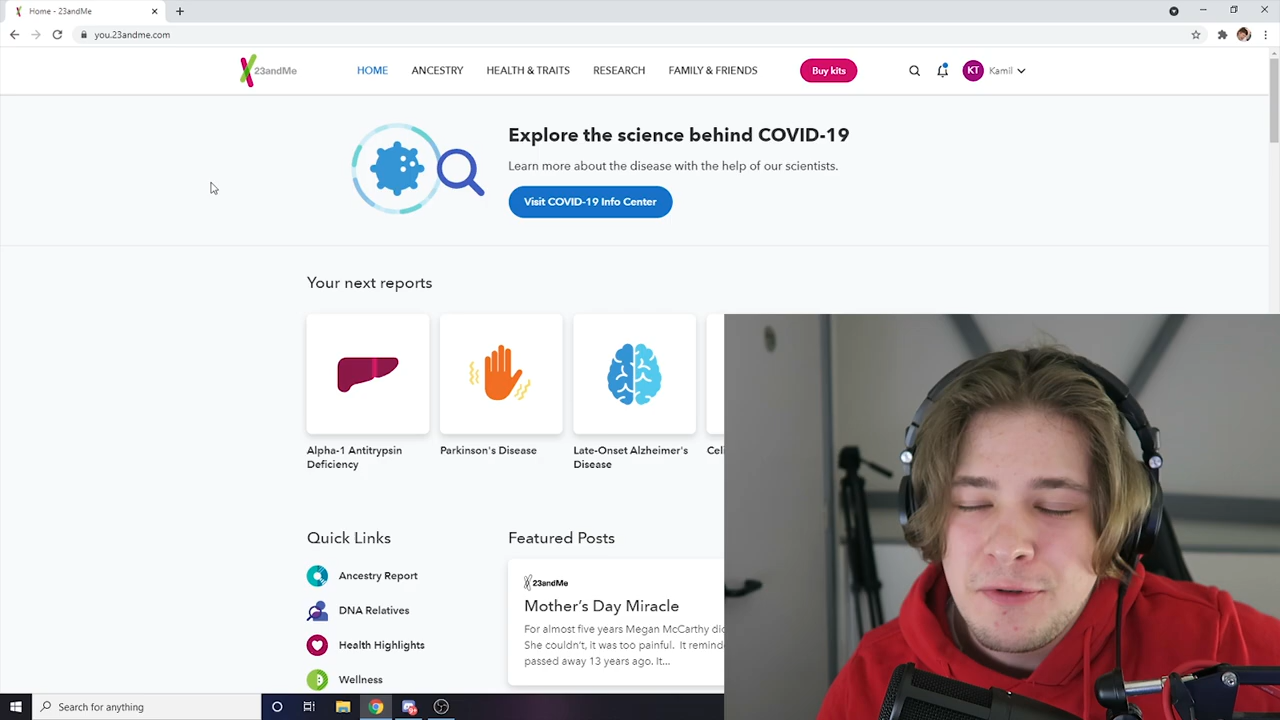 Home - 23andMe
you.23andme.com
23andMe
HOME
ANCESTRY
HEALTH & TRAITS
RESEARCH
FAMILY & FRIENDS
Buy kits
KT
Kamil
Explore the science behind COVID-19
Learn more about the disease with the help of our scientists.
Visit COVID-19 Info Center
Your next reports
Alpha-1 Antitrypsin
Deficiency
Parkinson's Disease
Late-Onset Alzheimer's
Disease
Quick Links
Ancestry Report
DNA Relatives
Health Highlights
Wellness
Featured Posts
23andMe
Mother's Day Miracle
For almost five years Megan McCarthy
She couldn't, it was too painful. It
passed away 13 years ago. It...
Search for anything